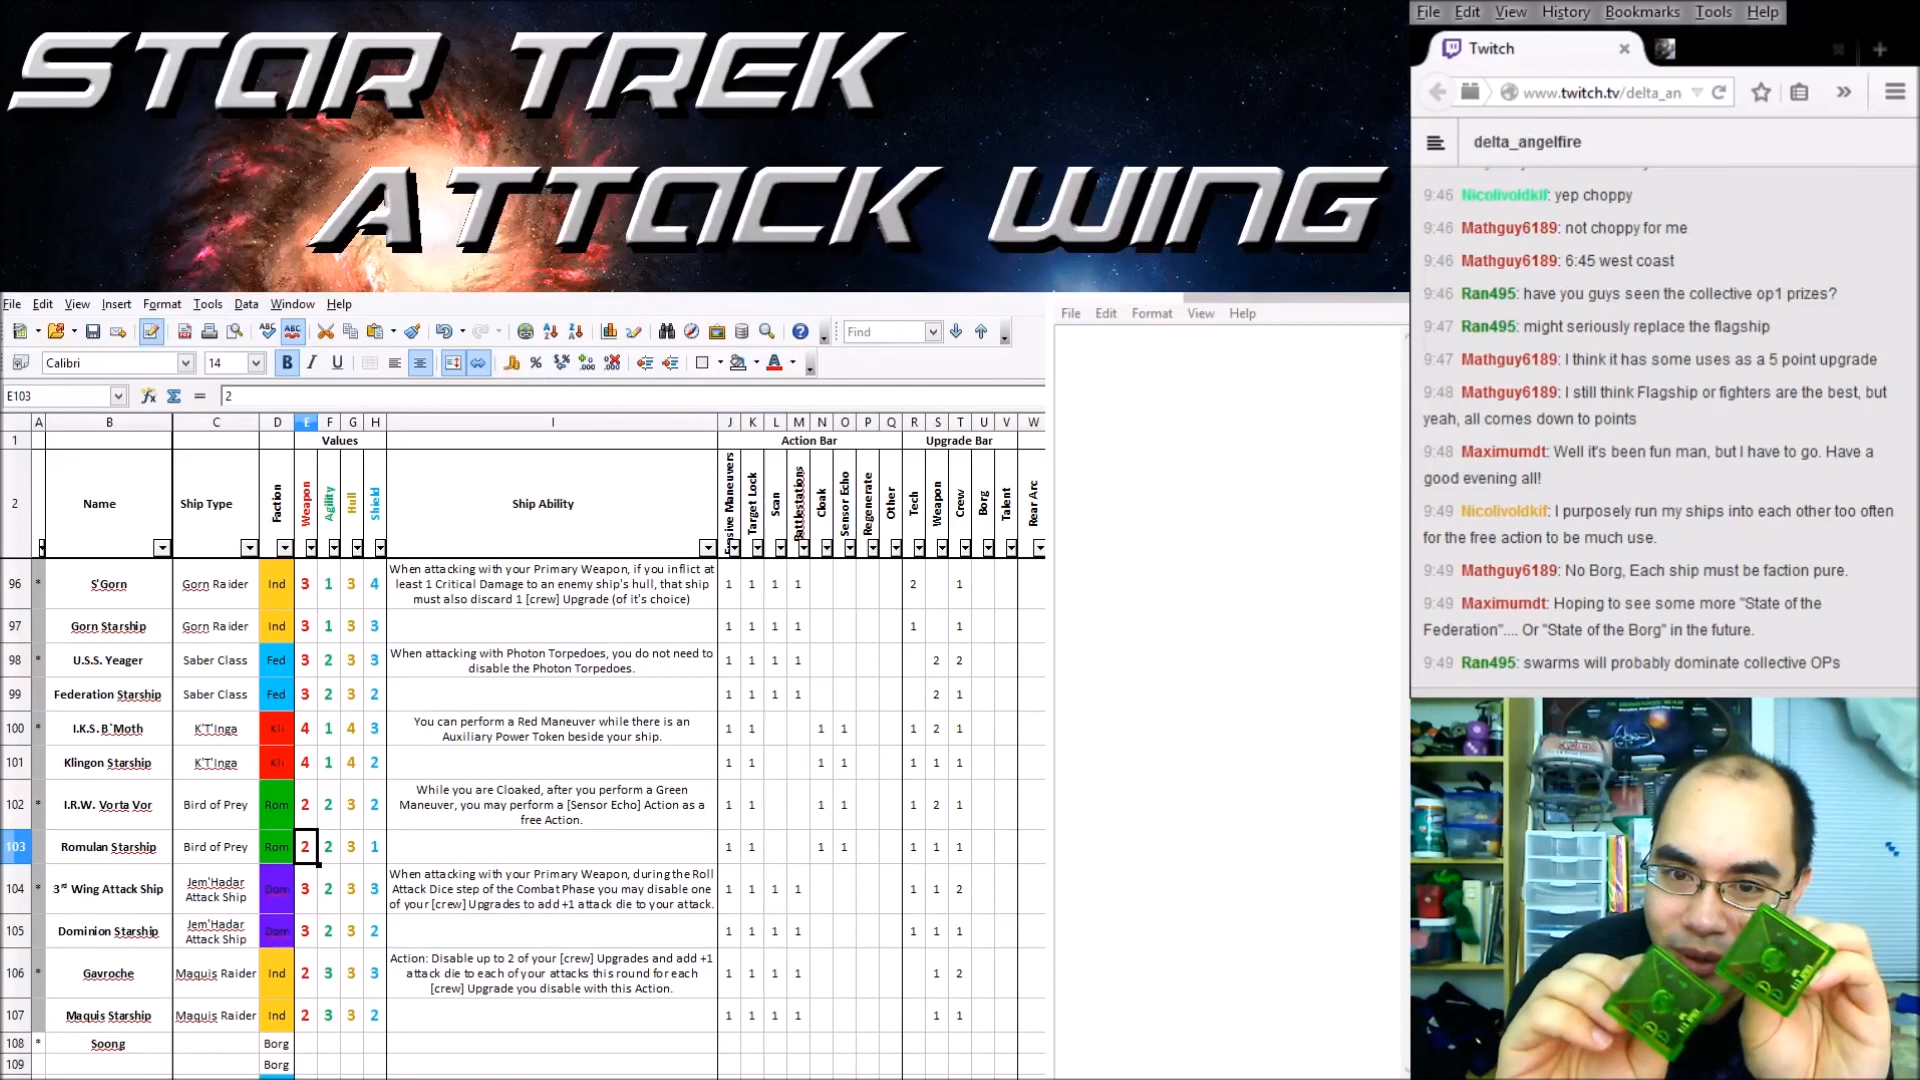 STAR TREK
ATTACK WING
File Edit View History Bookmarks Tools Help
Twitch
www.twitch.tv/delta_an
delta_angelfire
9:46 Nicolivoldkif: yep choppy
9:46 Mathguy6189: not choppy for me
9:46 Mathguy6189: 6:45 west coast
9:46 Ran495: have you guys seen the collective op1 prizes?
9:47 Ran495: might seriously replace the flagship
9:47 Mathguy6189: I think it has some uses as a 5 point upgrade
9:48 Mathguy6189: I still think Flagship or fighters are the best, but
yeah, all comes down to points
9:48 Maximumdt: Well it's been fun man, but I have to go. Have a
good evening all!
9:49 Nicolivoldkif: I purposely run my ships into each other too often
for the free action to be much use.
9:49 Mathguy6189: No Borg, Each ship must be faction pure.
9:49 Maximumdt: Hoping to see some more "State of the
Federation".... Or "State of the Borg" in the future.
9:49 Ran495: swarms will probably dominate collective OPs
File Edit View Insert Format Tools Data Window Help
Find
Calibri 14 B I U
E103 2
A B C D E F G H I J K L M N O P Q R S T U V W
1 Values Action Bar Upgrade Bar
2 Name Ship Type Faction Weapon Agility Hull Shield Ship Ability Target Lock Scan Battlestations Cloak Sensor Echo Regenerate Other Tech Weapon Crew Borg Talent Rear Arc
96 * S'Gorn Gorn Raider Ind 3 1 3 4 When attacking with your Primary Weapon, if you inflict at
least 1 Critical Damage to an enemy ship's hull, that ship
must also discard 1 [crew] Upgrade (of it's choice) 1 1 1 1 2 1
97 Gorn Starship Gorn Raider Ind 3 1 3 3 1 1 1 1 1 1
98 * U.S.S. Yeager Saber Class Fed 3 2 3 3 When attacking with Photon Torpedoes, you do not need to
disable the Photon Torpedoes. 1 1 1 1 2 2
99 Federation Starship Saber Class Fed 3 2 3 2 1 1 1 1 2 1
100 * I.K.S. B`Moth K'T'Inga Kli 4 1 4 3 You can perform a Red Maneuver while there is an
Auxiliary Power Token beside your ship. 1 1 1 1 1 2 1
101 Klingon Starship K'T'Inga Kli 4 1 4 2 1 1 1 1 1 1 1
102 * I.R.W. Vorta Vor Bird of Prey Rom 2 2 3 2 While you are Cloaked, after you perform a Green
Maneuver, you may perform a [Sensor Echo] Action as a
free Action. 1 1 1 1 1 2 1
103 Romulan Starship Bird of Prey Rom 2 2 3 1 1 1 1 1 1 1 1
104 * 3rd Wing Attack Ship Jem'Hadar
Attack Ship Dom 3 2 3 3 When attacking with your Primary Weapon, during the Roll
Attack Dice step of the Combat Phase you may disable one
of your [crew] Upgrades to add +1 attack die to your attack. 1 1 1 1 1 1 2
105 Dominion Starship Jem'Hadar
Attack Ship Dom 3 2 3 2 1 1 1 1 1 1 1
106 * Gavroche Maquis Raider Ind 2 3 3 3 Action: Disable up to 2 of your [crew] Upgrades and add +1
attack die to each of your attacks this round for each
[crew] Upgrade you disable with this Action. 1 1 1 1 1 2
107 Maquis Starship Maquis Raider Ind 2 3 3 2 1 1 1 1 1 1
108 * Soong Borg
109 Borg
File Edit Format View Help